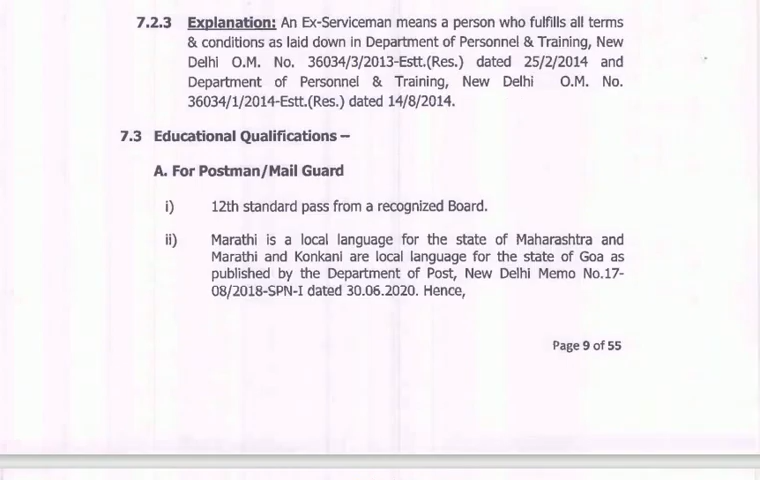 7.2.3 Explanation: An Ex-Serviceman means a person who fulfills all terms
& conditions as laid down in Department of Personnel & Training, New
Delhi O.M. No. 36034/3/2013-Estt.(Res.) dated 25/2/2014 and
Department of Personnel & Training, New Delhi O.M. No.
36034/1/2014-Estt.(Res.) dated 14/8/2014.
7.3 Educational Qualifications –
A. For Postman/Mail Guard
i) 12th standard pass from a recognized Board.
ii) Marathi is a local language for the state of Maharashtra and
Marathi and Konkani are local language for the state of Goa as
published by the Department of Post, New Delhi Memo No.17-
08/2018-SPN-I dated 30.06.2020. Hence,
Page 9 of 55